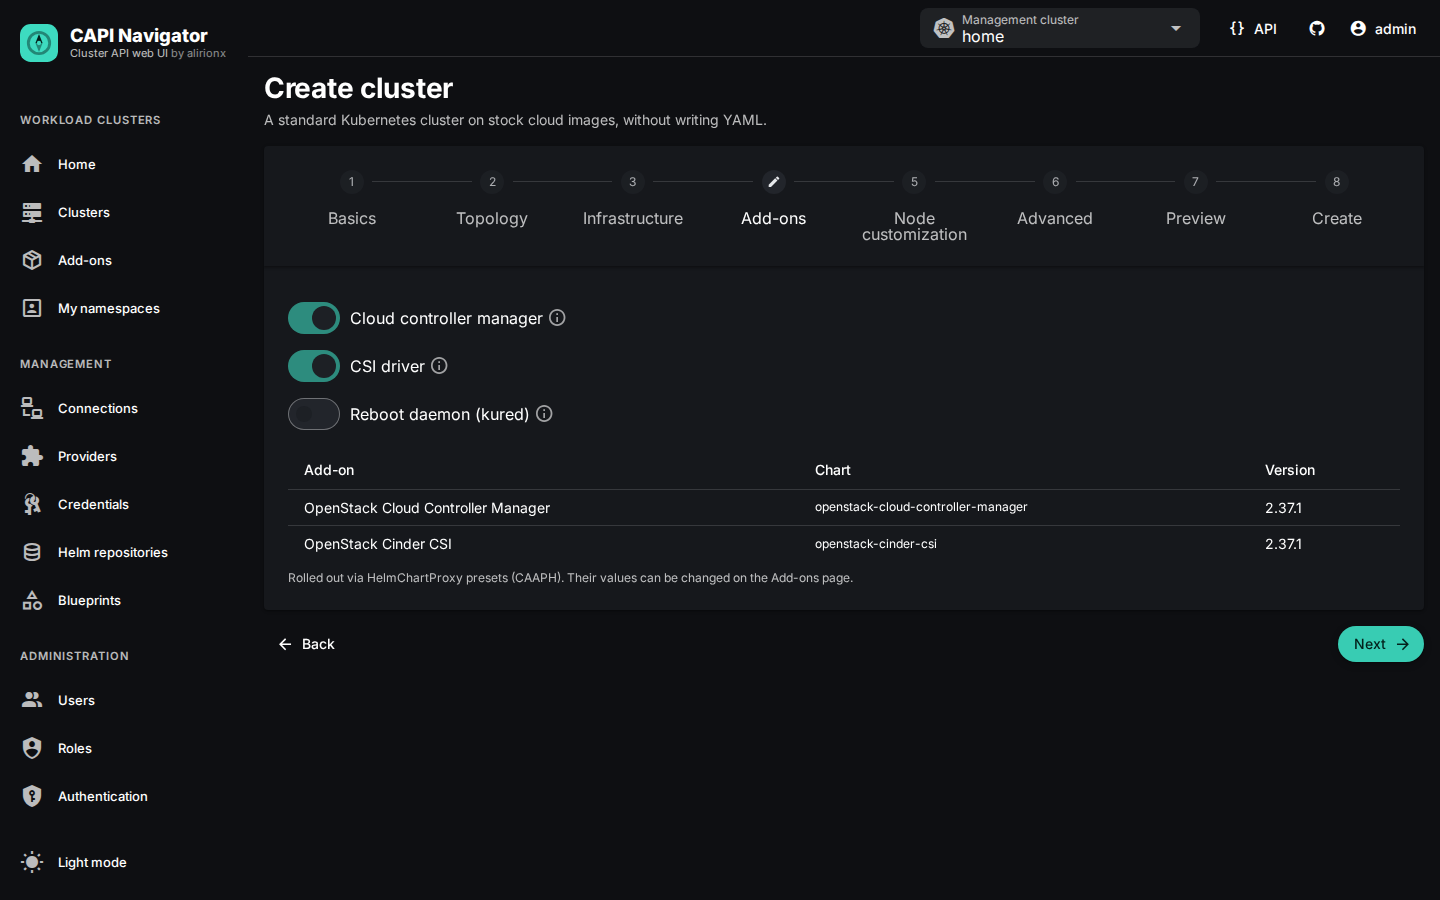 CAPI Navigator
Cluster API web UI by alirionx
WORKLOAD CLUSTERS
Home
Clusters
Add-ons
My namespaces
MANAGEMENT
Connections
Providers
Credentials
Helm repositories
Blueprints
ADMINISTRATION
Users
Roles
Authentication
Light mode
Management cluster
home
{} API
admin
Create cluster
A standard Kubernetes cluster on stock cloud images, without writing YAML.
1 2 3 5 6 7 8
Basics Topology Infrastructure Add-ons Node customization Advanced Preview Create
Cloud controller manager
CSI driver
Reboot daemon (kured)
Add-on Chart Version
OpenStack Cloud Controller Manager openstack-cloud-controller-manager 2.37.1
OpenStack Cinder CSI openstack-cinder-csi 2.37.1
Rolled out via HelmChartProxy presets (CAAPH). Their values can be changed on the Add-ons page.
Back
Next